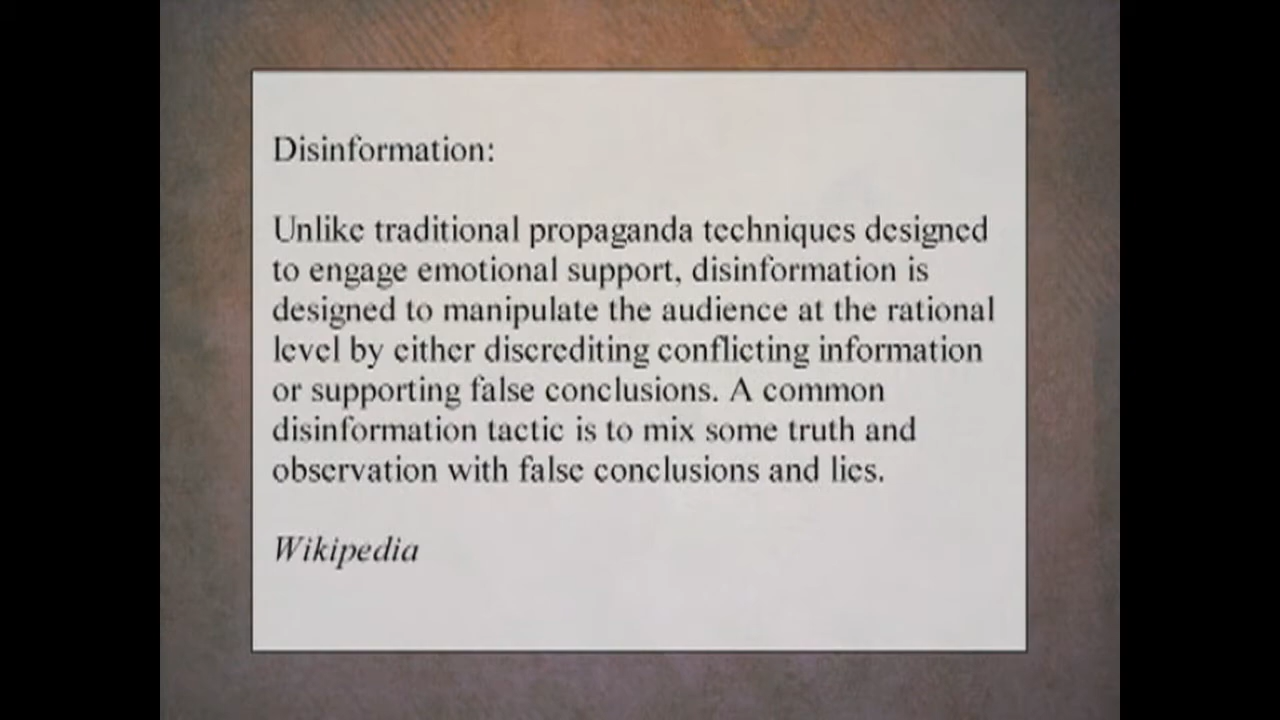 Disinformation:
Unlike traditional propaganda techniques designed
to engage emotional support, disinformation is
designed to manipulate the audience at the rational
level by either discrediting conflicting information
or supporting false conclusions. A common
disinformation tactic is to mix some truth and
observation with false conclusions and lies.
Wikipedia